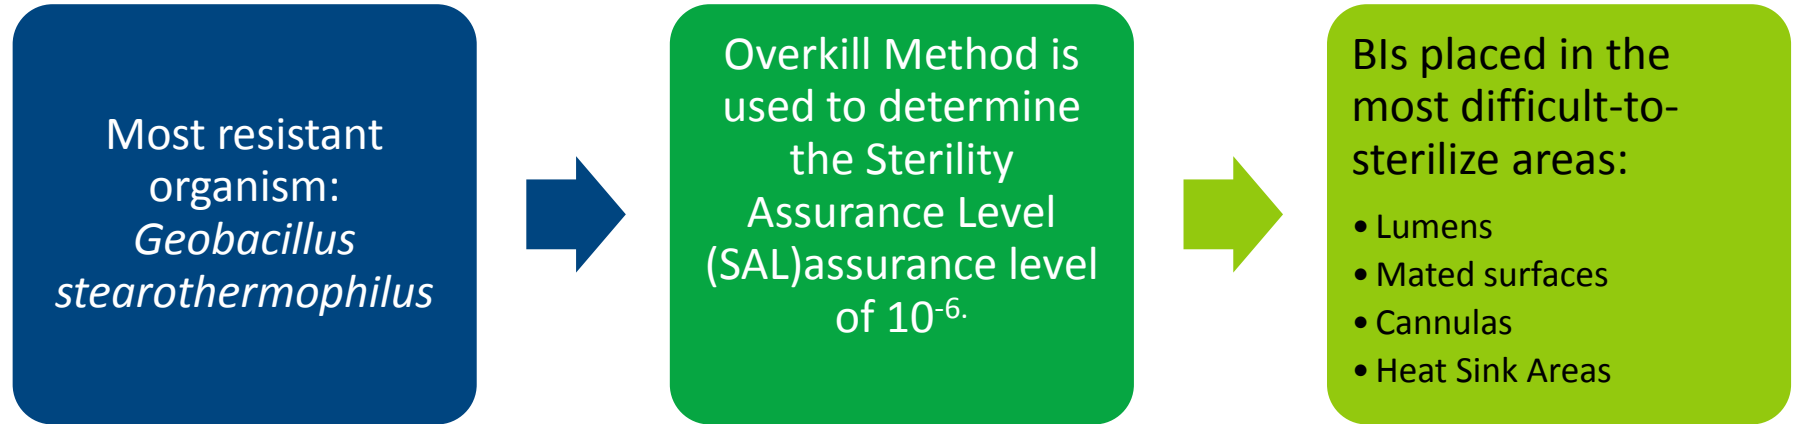 Most resistant
organism:
Geobacillus
stearothermophilus
Overkill Method is
used to determine
the Sterility
Assurance Level
(SAL)assurance level
of 10⁻⁶·
BIs placed in the
most difficult-to-
sterilize areas:
• Lumens
• Mated surfaces
• Cannulas
• Heat Sink Areas